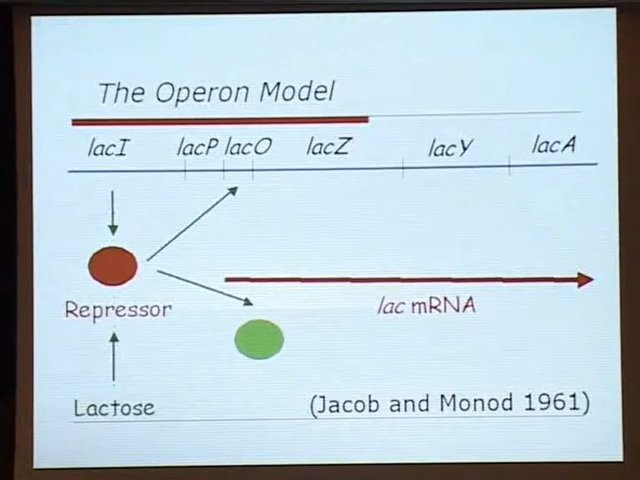 The Operon Model
lacI lacP lacO lacZ lacY lacA
Repressor
lac mRNA
Lactose
(Jacob and Monod 1961)